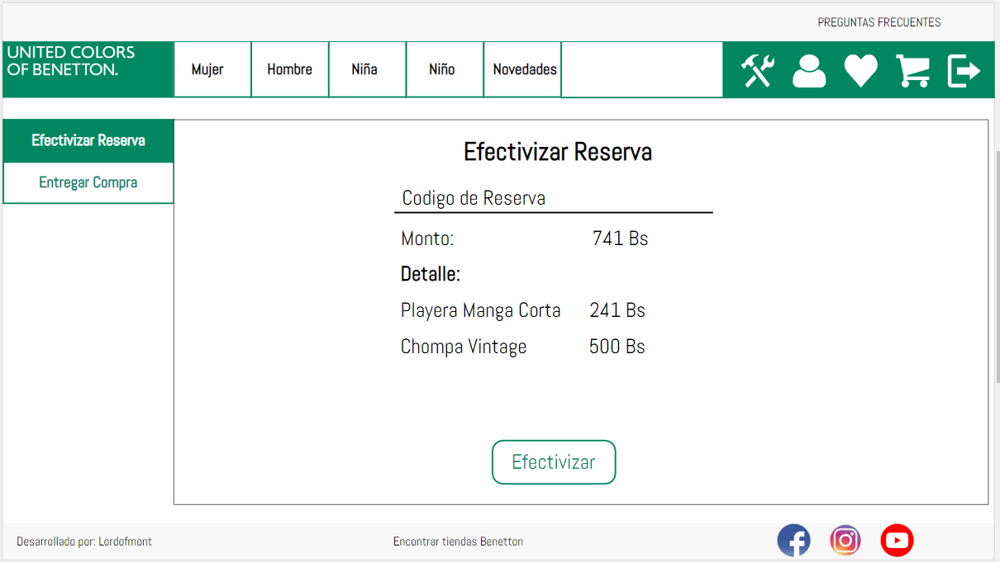 PREGUNTAS FRECUENTES
UNITED COLORS
OF BENETTON.
Mujer
Hombre
Niña
Niño
Novedades
Efectivizar Reserva
Entregar Compra
Efectivizar Reserva
Codigo de Reserva
Monto: 741 Bs
Detalle:
Playera Manga Corta 241 Bs
Chompa Vintage 500 Bs
Efectivizar
Desarrollado por: Lordofmont
Encontrar tiendas Benetton